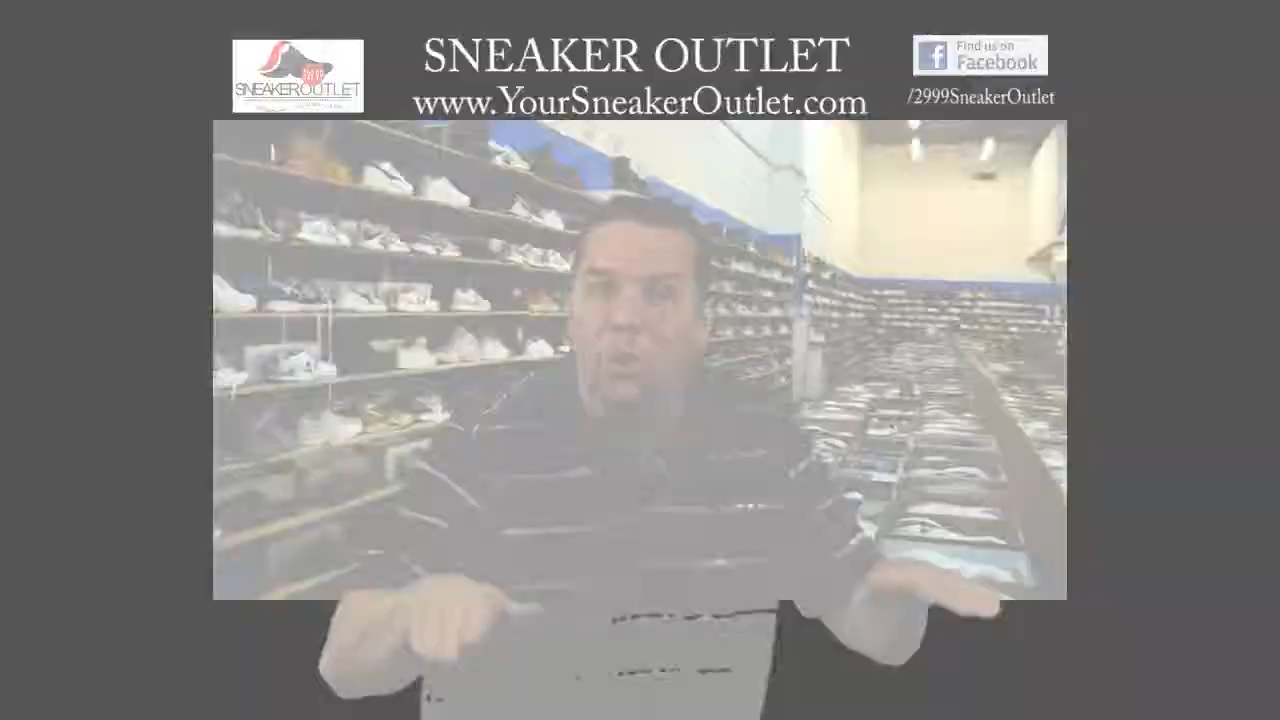 SNEAKER OUTLET
www.YourSneakerOutlet.com
SNEAKEROUTLET
Find us on
Facebook
/2999SneakerOutlet